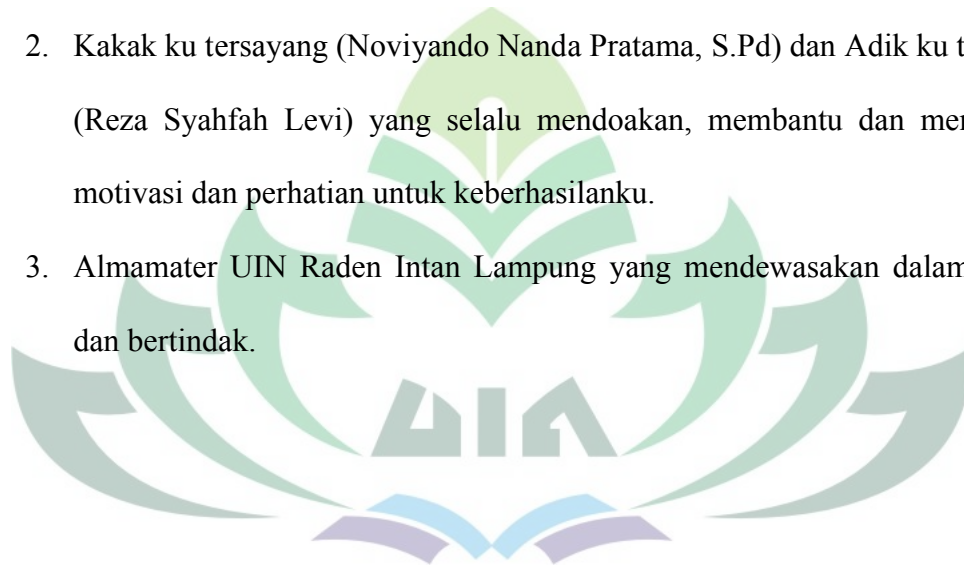 2. Kakak ku tersayang (Noviyando Nanda Pratama, S.Pd) dan Adik ku
(Reza Syahfah Levi) yang selalu mendoakan, membantu dan
motivasi dan perhatian untuk keberhasilanku.
3. Almamater UIN Raden Intan Lampung yang mendewasakan dalam
dan bertindak.
UIN